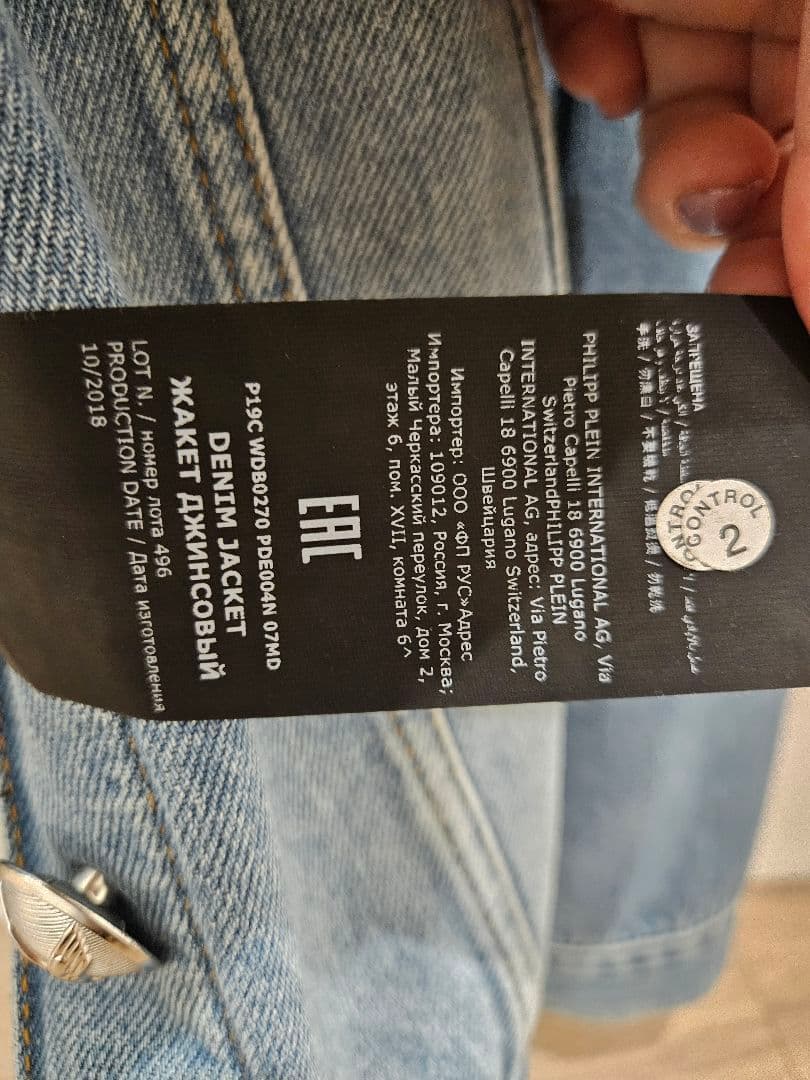 ЗАПРЕЩЕНА
PHILIPP PLEIN INTERNATIONAL AG, Via
Pietro Capelli 18 6900 Lugano
SwitzerlandPHILIPP PLEIN
INTERNATIONAL AG, адрес: Via Pietro
Capelli 18 6900 Lugano Switzerland,
Швейцария
Импортер: ООО «ФП РУС»Адрес
Импортера: 109012, Россия, г. Москва;
Малый Черкасский переулок, дом 2,
этаж 6, пом. XVII, комната 6^
EAC
P19C WDB0270 PDE004N 07MD
DENIM JACKET
ЖАКЕТ ДЖИНСОВЫЙ
LOT N. / номер лота 496
PRODUCTION DATE / Дата изготовления
10/2018
CONTROL
2